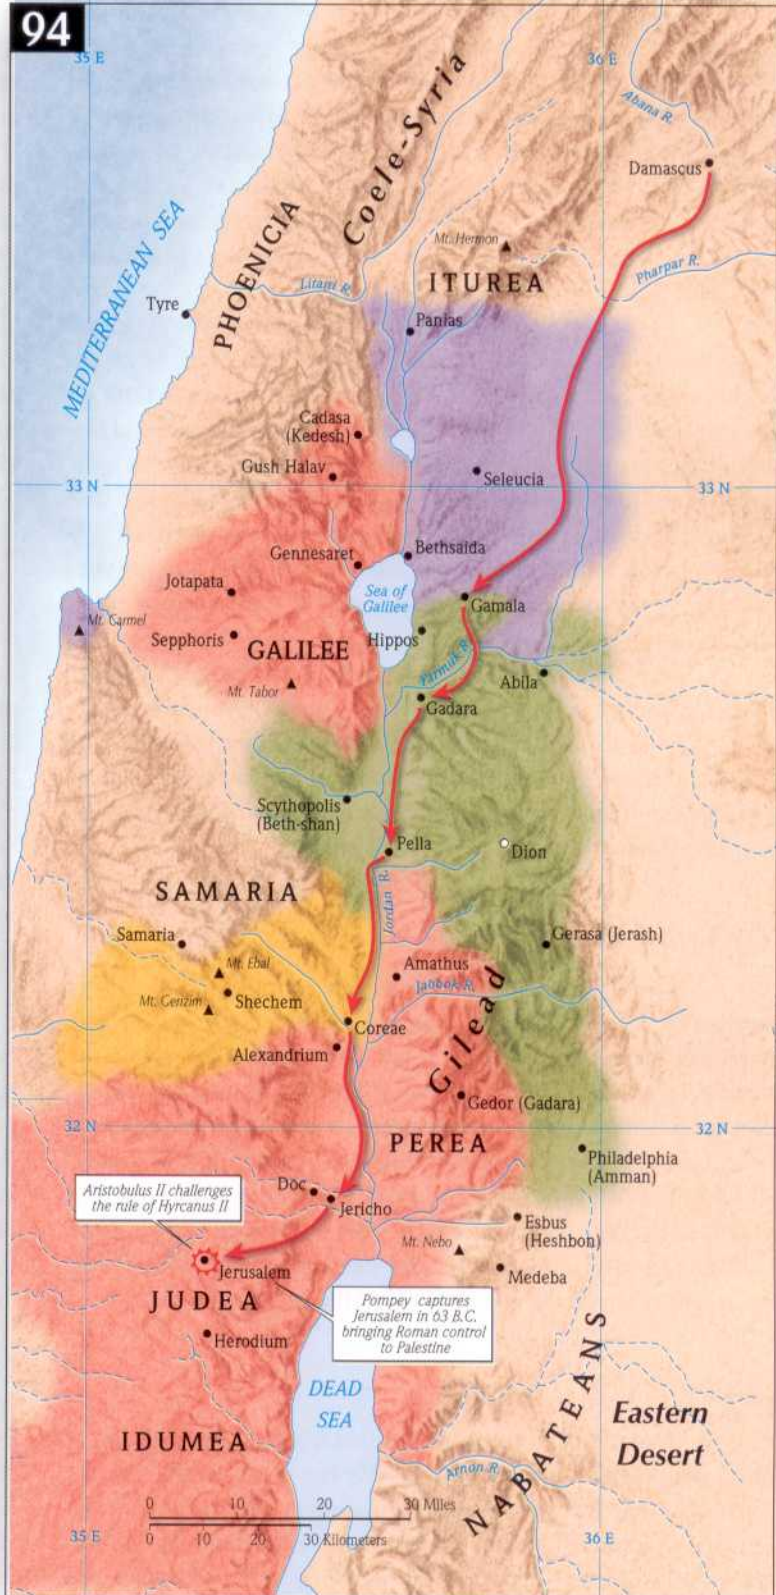 94
35 E
36 E
Abana R.
Coele-Syria
Damascus
MEDITERRANEAN SEA
PHOENICIA
Mt. Hermon
Pharpar R.
ITUREA
Litani R.
Tyre
Panias
Cadasa
(Kedesh)
Gush Halav
Seleucia
33 N
33 N
Bethsaida
Gennesaret
Jotapata
Sea of
Galilee
Gamala
Mt. Carmel
Hippos
Sepphoris
GALILEE
Yarmuk R.
Abila
Mt. Tabor
Gadara
Scythopolis
(Beth-shan)
Pella
Dion
SAMARIA
Jordan R.
Samaria
Gerasa (Jerash)
Mt. Ebal
Amathus
Jabbok R.
Shechem
Mt. Gerizim
Coreae
Gilead
Alexandrium
Gedor (Gadara)
32 N
32 N
PEREA
Philadelphia
(Amman)
Aristobulus II challenges
the rule of Hyrcanus II
Doc
Jericho
Esbus
(Heshbon)
Mt. Nebo
Jerusalem
Medeba
JUDEA
Pompey captures
Jerusalem in 63 B.C.
bringing Roman control
to Palestine
Herodium
NABATEANS
DEAD
SEA
Eastern
Desert
IDUMEA
Arnon R.
0 10 20 30 Miles
0 10 20 30 Kilometers
35 E
36 E